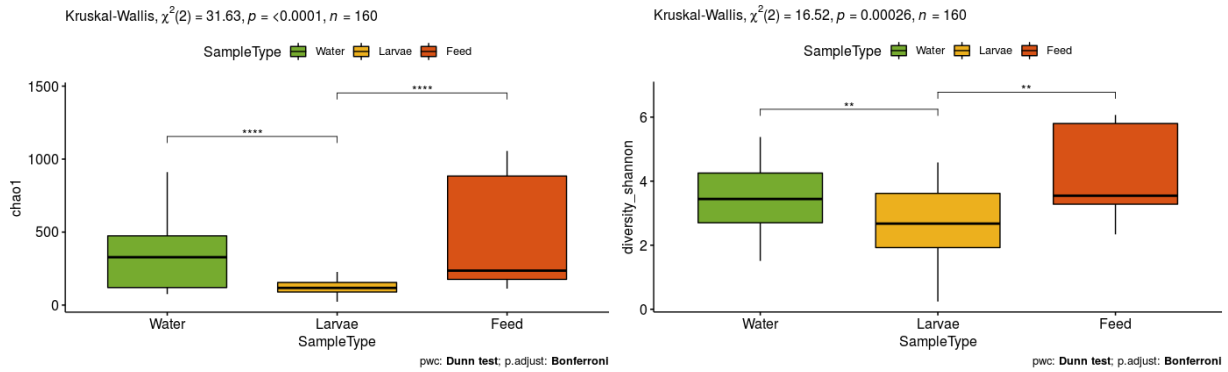 Kruskal-Wallis, χ²(2) = 31.63, p = <0.0001, n = 160
SampleType Water Larvae Feed
1500
1000
500
0
chao1
****
****
Water Larvae Feed
SampleType
pwc: Dunn test; p.adjust: Bonferroni
Kruskal-Wallis, χ²(2) = 16.52, p = 0.00026, n = 160
SampleType Water Larvae Feed
6
4
2
0
diversity_shannon
**
**
Water Larvae Feed
SampleType
pwc: Dunn test; p.adjust: Bonferroni